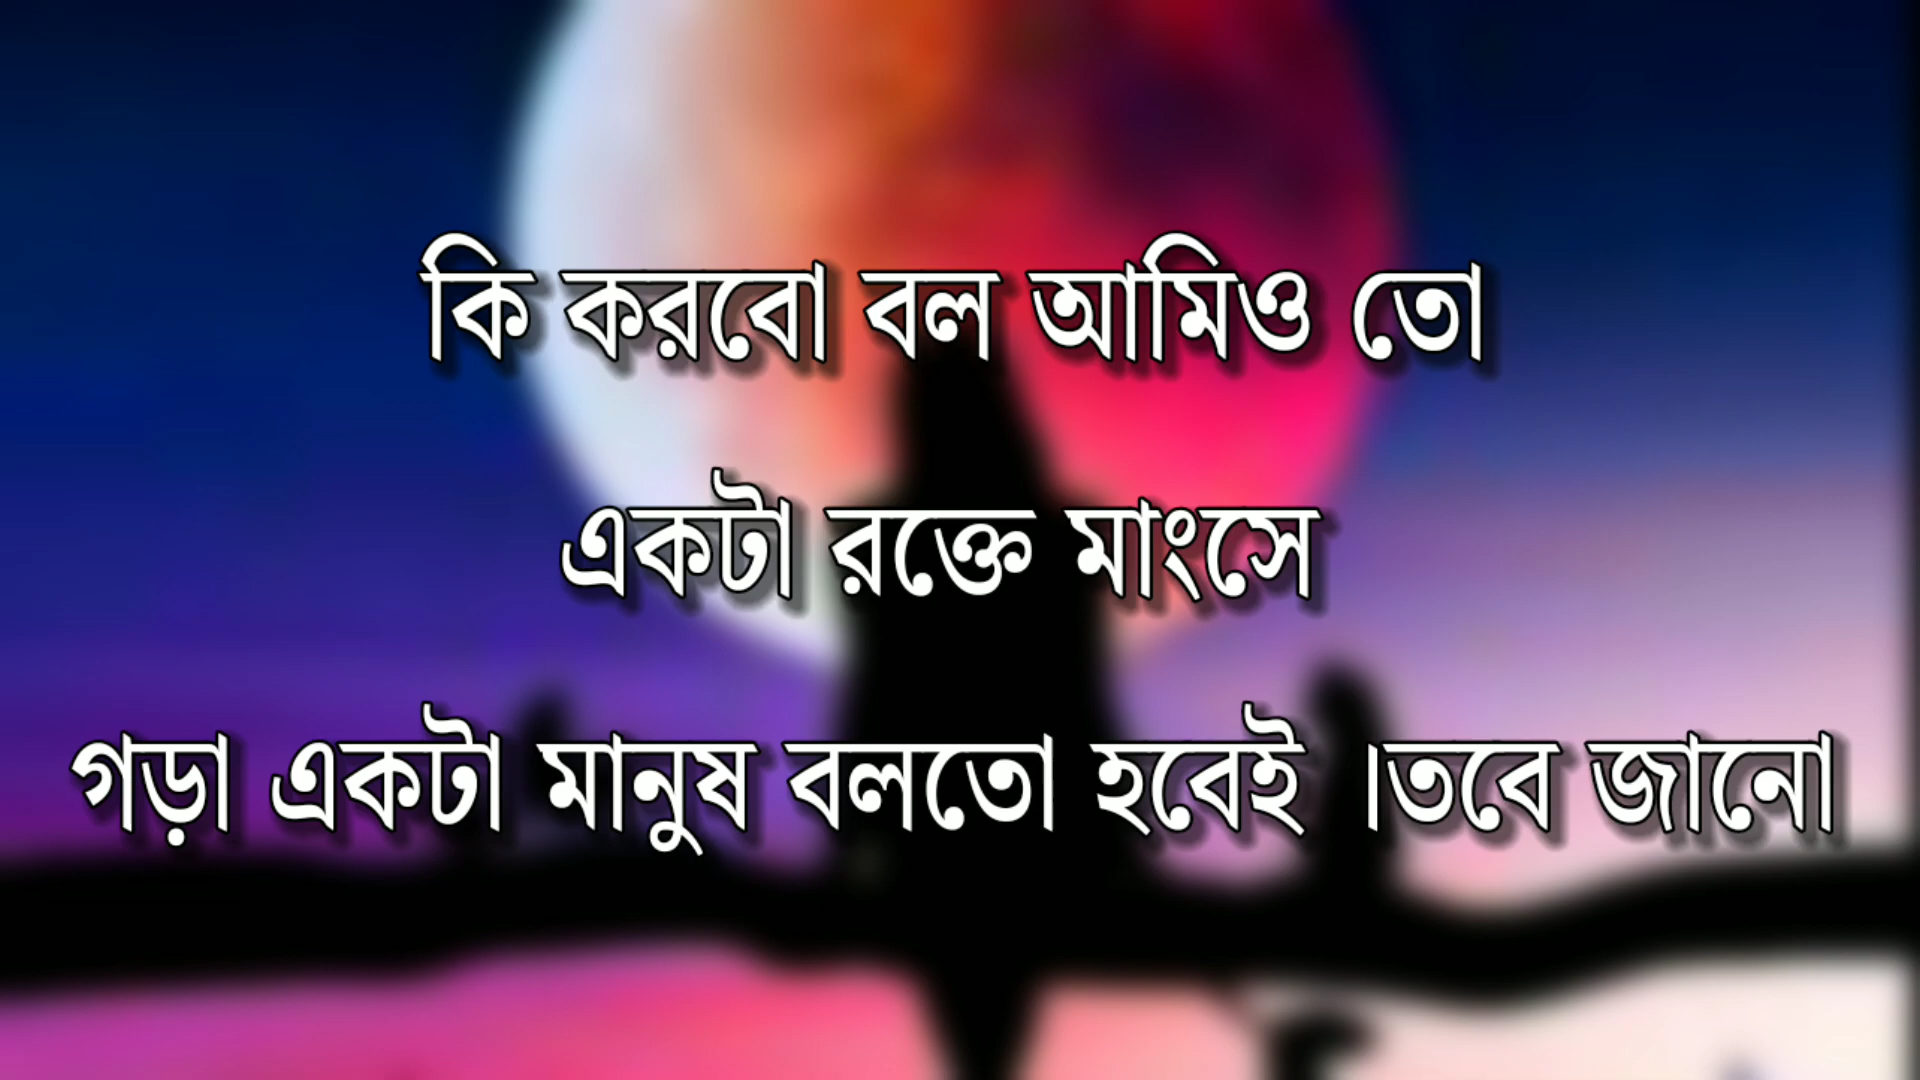 কি করবো বল আমিও তো
একটা রক্তে মাংসে
গড়া একটা মানুষ বলতো হবেই ।তবে জানো